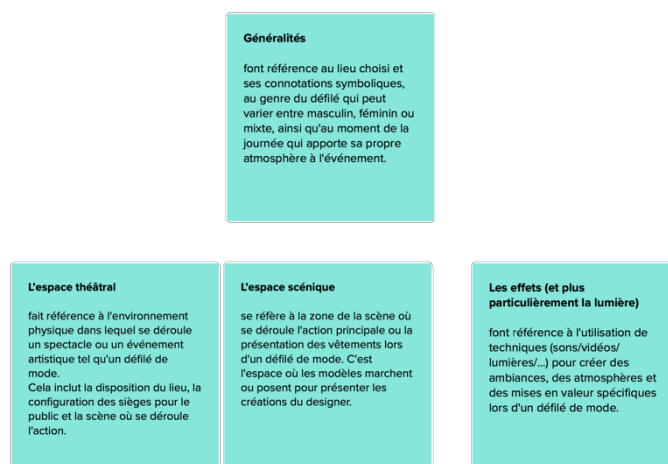 Généralités
font référence au lieu choisi et
ses connotations symboliques,
au genre du défilé qui peut
varier entre masculin, féminin ou
mixte, ainsi qu'au moment de la
journée qui apporte sa propre
atmosphère à l'événement.
L'espace théâtral
fait référence à l'environnement
physique dans lequel se déroule
un spectacle ou un événement
artistique tel qu'un défilé de
mode.
Cela inclut la disposition du lieu, la
configuration des sièges pour le
public et la scène où se déroule
l'action.
L'espace scénique
se réfère à la zone de la scène où
se déroule l'action principale ou la
présentation des vêtements lors
d'un défilé de mode. C'est
l'espace où les modèles marchent
ou posent pour présenter les
créations du designer.
Les effets (et plus
particulièrement la lumière)
font référence à l'utilisation de
techniques (sons/vidéos/
lumières/...) pour créer des
ambiances, des atmosphères et
des mises en valeur spécifiques
lors d'un défilé de mode.